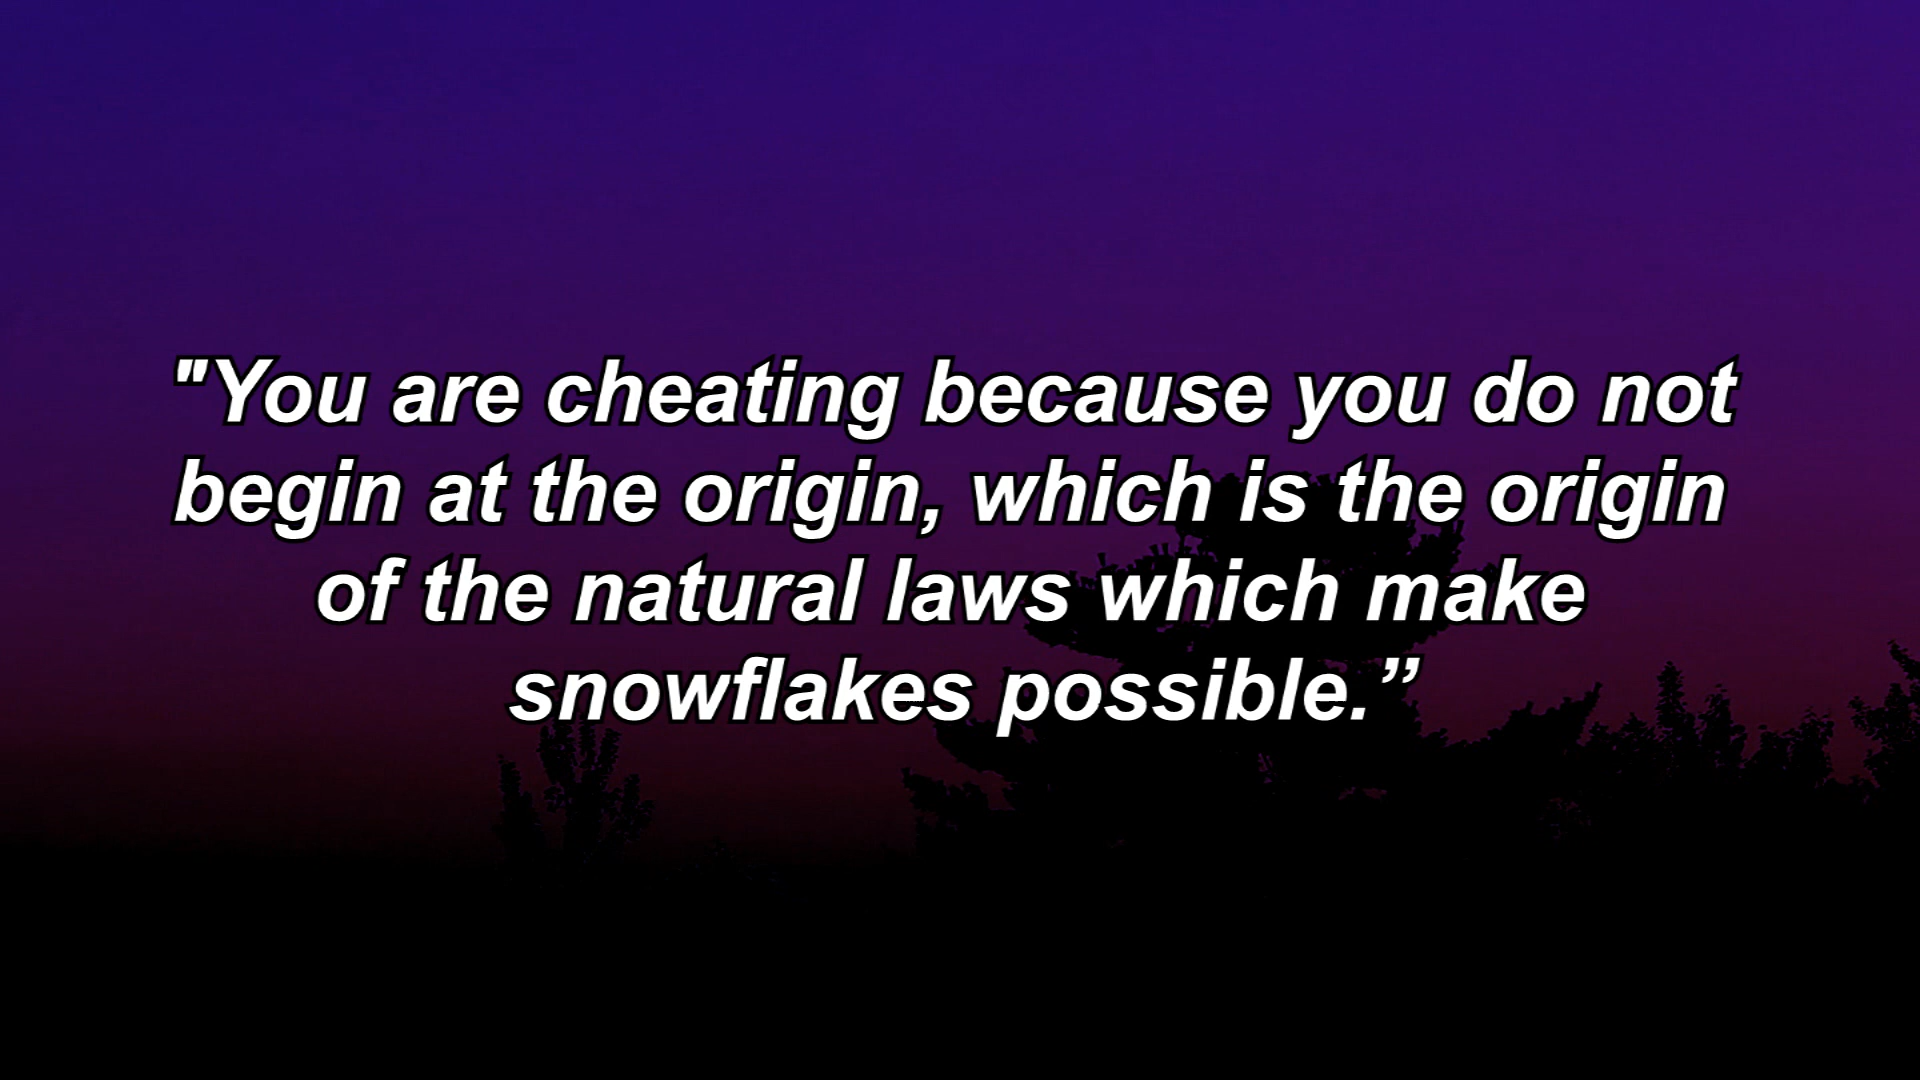 "You are cheating because you do not
begin at the origin, which is the origin
of the natural laws which make
snowflakes possible.”